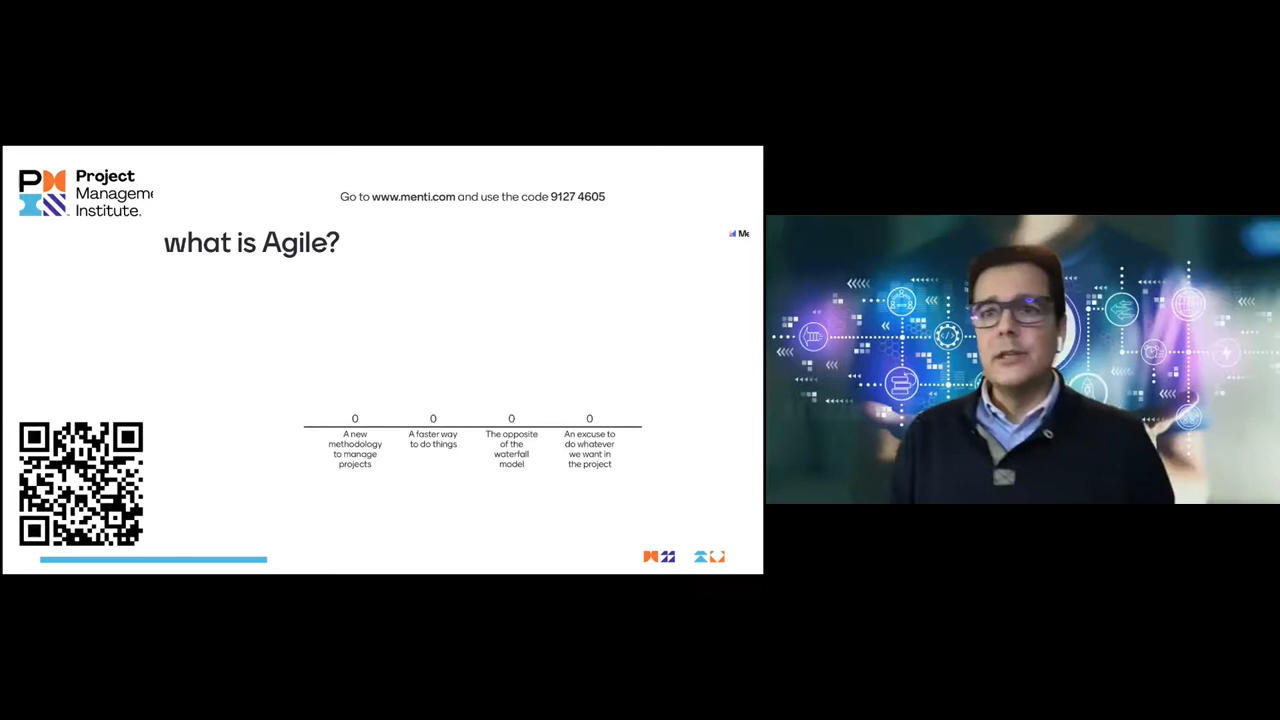 Project
Manageme
Institute.
Go to www.menti.com and use the code 9127 4605
what is Agile?
Me
0 0 0 0
A new
methodology
to manage
projects
A faster way
to do things
The opposite
of the
waterfall
model
An excuse to
do whatever
we want in
the project